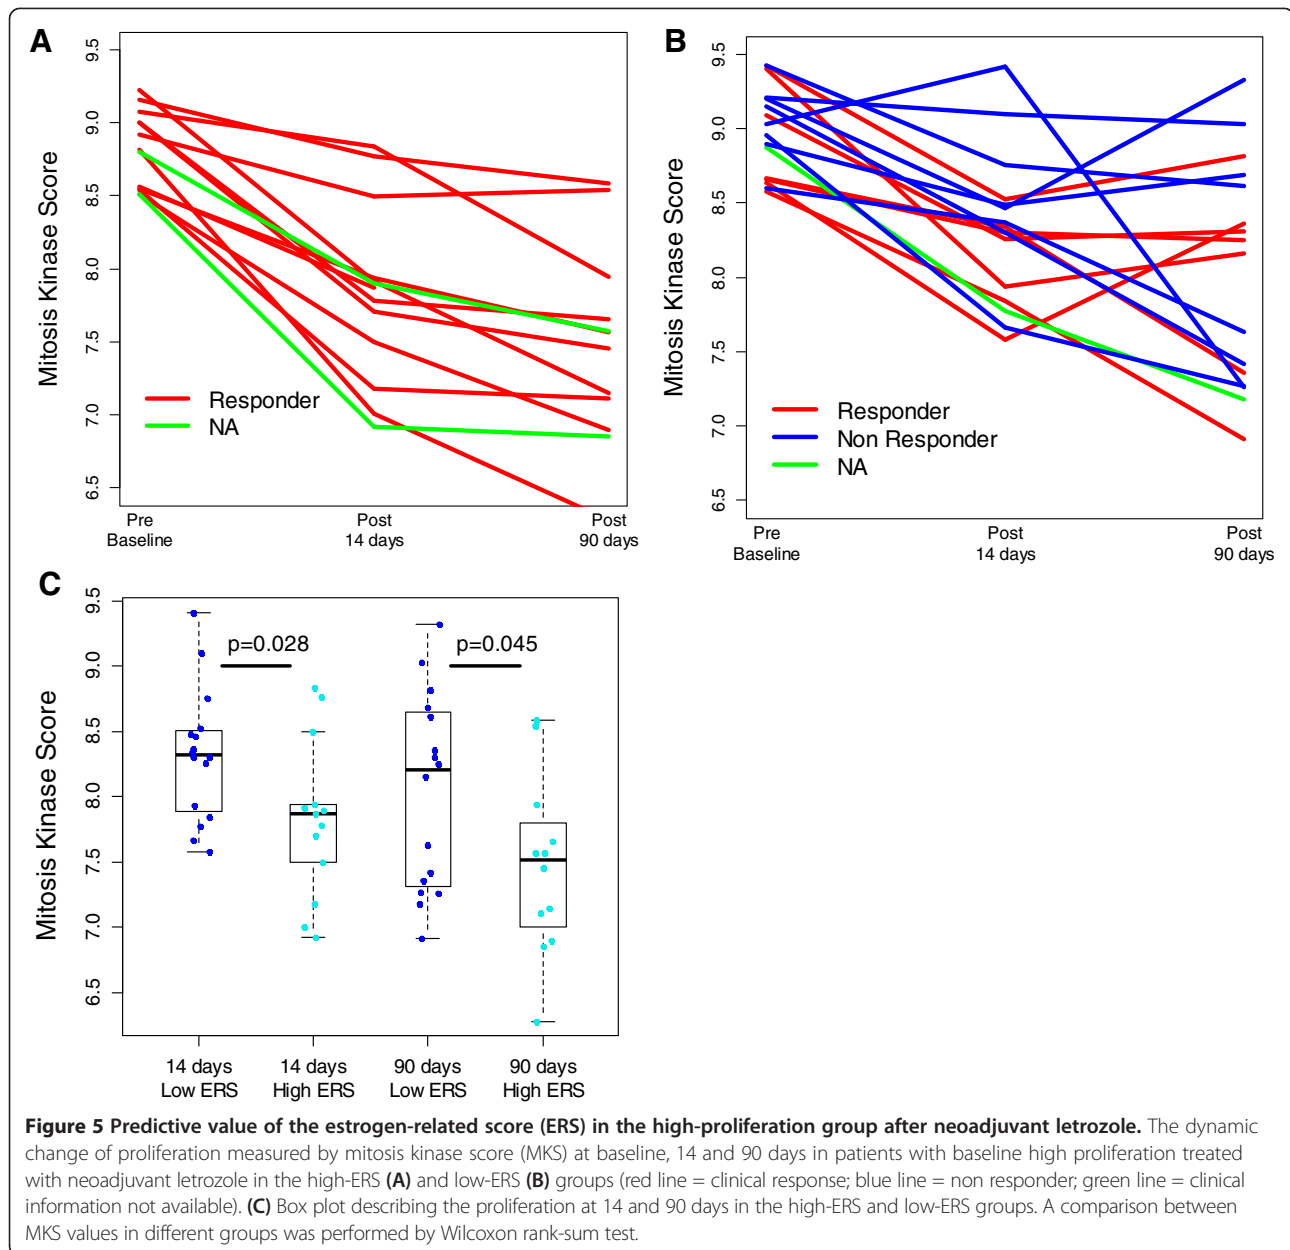 A
9.5
9.0
8.5
8.0
7.5
7.0
6.5
Mitosis Kinase Score
Responder
NA
Pre
Baseline
Post
14 days
Post
90 days
B
9.5
9.0
8.5
8.0
7.5
7.0
6.5
Mitosis Kinase Score
Responder
Non Responder
NA
Pre
Baseline
Post
14 days
Post
90 days
C
9.5
9.0
8.5
8.0
7.5
7.0
6.5
Mitosis Kinase Score
p=0.028
p=0.045
14 days
Low ERS
14 days
High ERS
90 days
Low ERS
90 days
High ERS
Figure 5 Predictive value of the estrogen-related score (ERS) in the high-proliferation group after neoadjuvant letrozole. The dynamic
change of proliferation measured by mitosis kinase score (MKS) at baseline, 14 and 90 days in patients with baseline high proliferation treated
with neoadjuvant letrozole in the high-ERS (A) and low-ERS (B) groups (red line = clinical response; blue line = non responder; green line = clinical
information not available). (C) Box plot describing the proliferation at 14 and 90 days in the high-ERS and low-ERS groups. A comparison between
MKS values in different groups was performed by Wilcoxon rank-sum test.